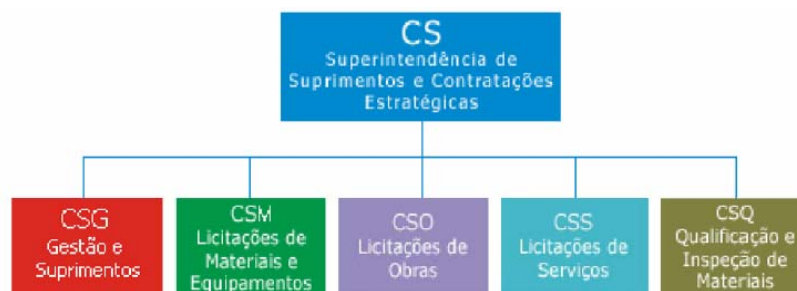 CS
Superintendência de
Suprimentos e Contratações
Estratégicas
CSG
Gestão e
Suprimentos
CSM
Licitações de
Materiais e
Equipamentos
CSO
Licitações de
Obras
CSS
Licitações de
Serviços
CSQ
Qualificação e
Inspeção de
Materiais